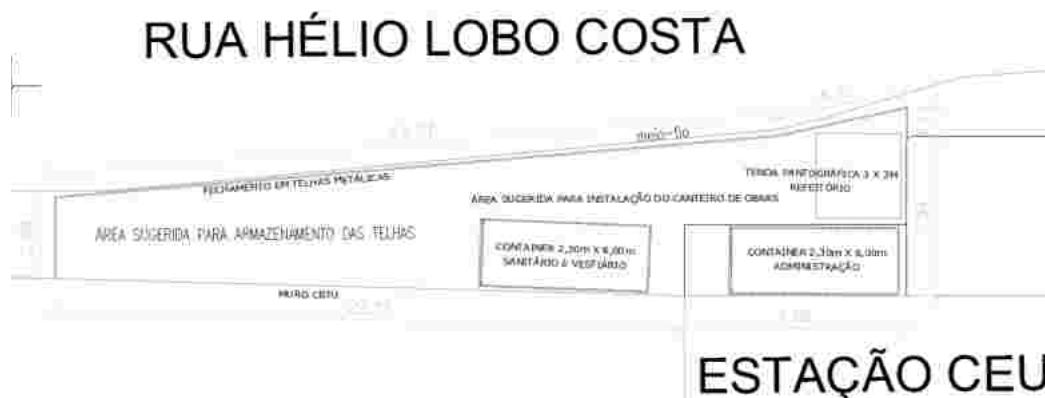 RUA HÉLIO LOBO COSTA
meio-fio
FECHAMENTO EM TELHAS METÁLICAS
TENDA PANTOGRÁFICA 3 X 3M
REFEITÓRIO
ÁREA SUGERIDA PARA INSTALAÇÃO DO CANTEIRO DE OBRAS
ÁREA SUGERIDA PARA ARMAZENAMENTO DAS TELHAS
CONTAINER 2,30m X 6,00m
SANITÁRIO E VESTIÁRIO
CONTAINER 2,30m X 6,00m
ADMINISTRAÇÃO
MURO
ESTAÇÃO CEU